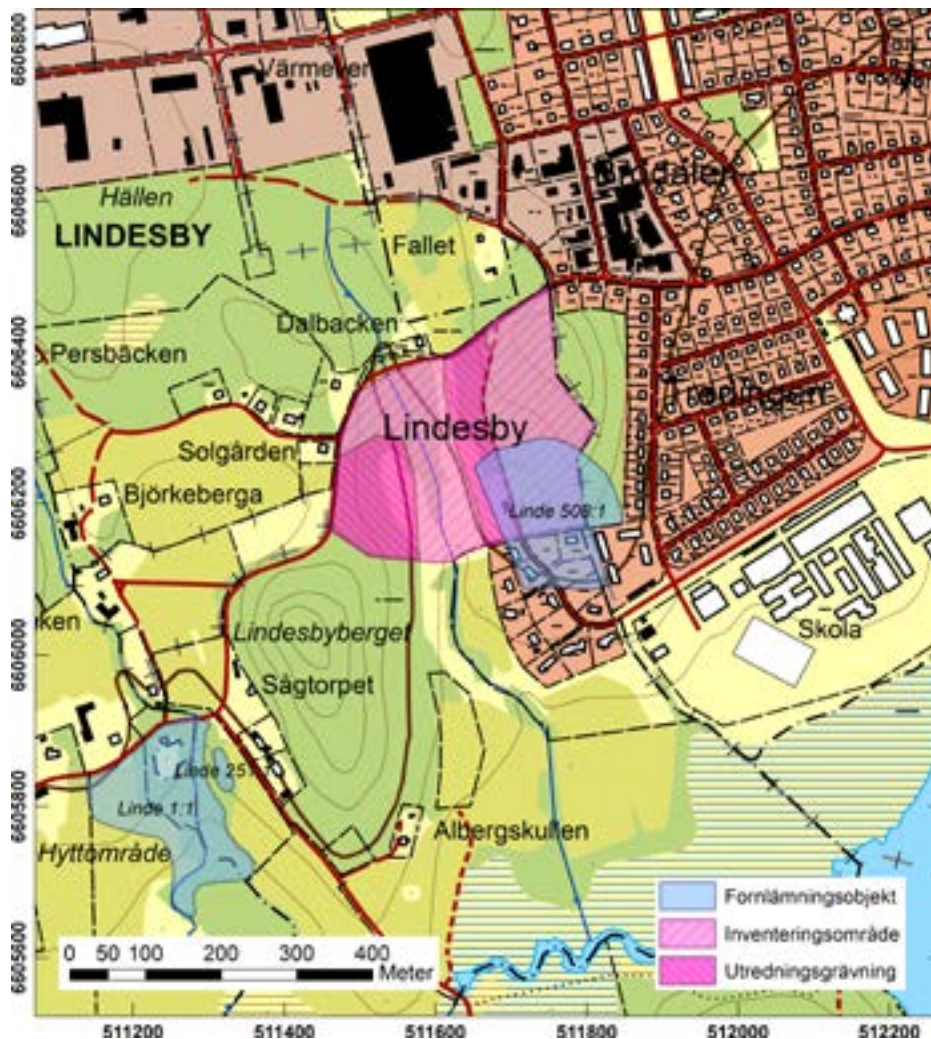 6606800
Värmever
6606600
Hällen
LINDESBY
Fallet
6606400
Dalbacken
Persbäcken
Lindesby
Solgården
6606200
Björkeberga
Linde 508:1
ken
6606000
Lindesbyberget
Skola
Sågtorpet
Linde 1:1
6605800
Albergskullen
Hyttområde
Fornlämningsobjekt
Inventeringsområde
Utredningsgrävning
6605600
0 50 100 200 300 400
Meter
511200 511400 511600 511800 512000 512200